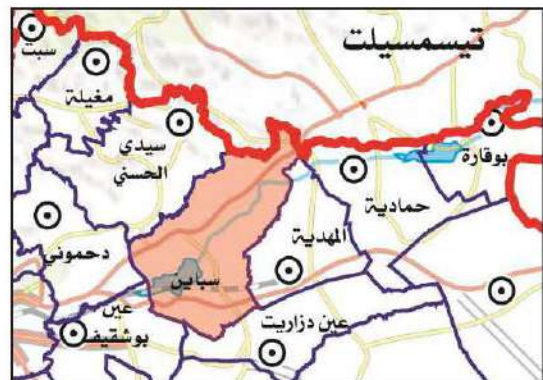 تيسمسيلت
سبت
مغيلة
سيدي
الحسني
بوقارة
حمادية
المهدية
دحموني
سباين
عين
بوشقيف
عين دزاريت